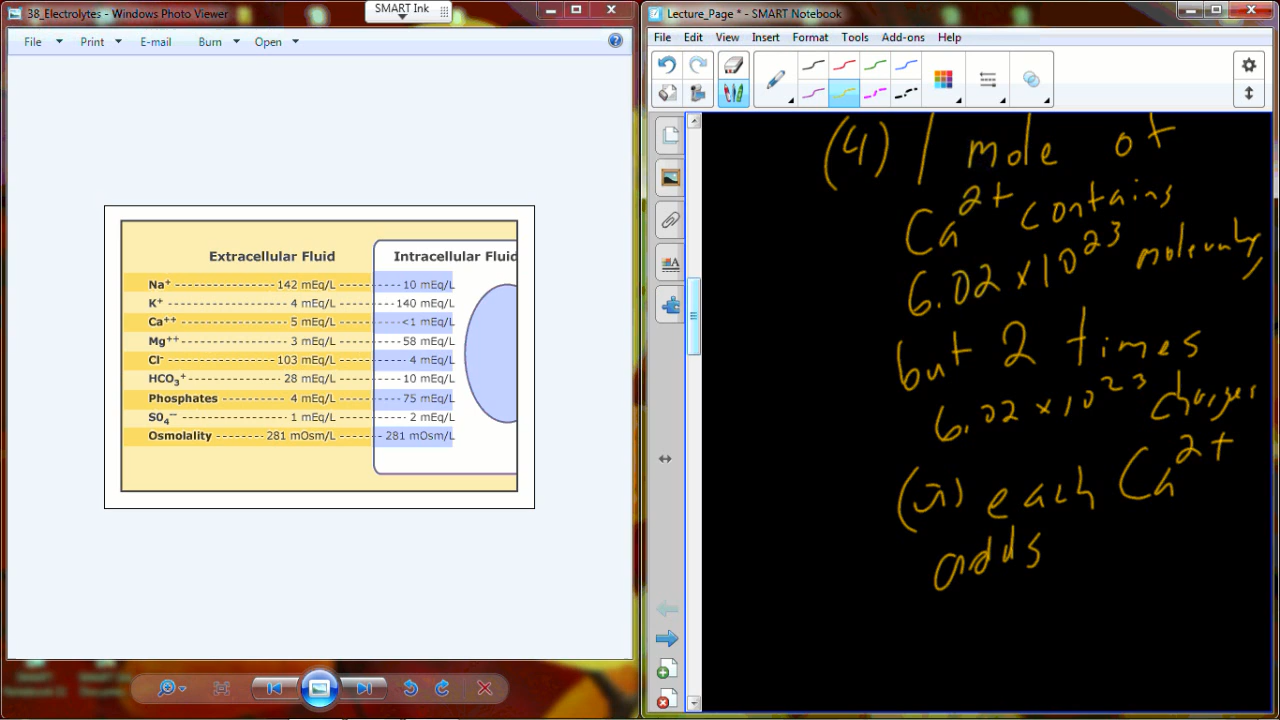 38_Electrolytes - Windows Photo Viewer
SMART Ink
File Print E-mail Burn Open
Extracellular Fluid Intracellular Fluid
Na+ 142 mEq/L 10 mEq/L
K+ 4 mEq/L 140 mEq/L
Ca++ 5 mEq/L <1 mEq/L
Mg++ 3 mEq/L 58 mEq/L
Cl- 103 mEq/L 4 mEq/L
HCO3+ 28 mEq/L 10 mEq/L
Phosphates 4 mEq/L 75 mEq/L
SO4-- 1 mEq/L 2 mEq/L
Osmolality 281 mOsm/L 281 mOsm/L
Lecture_Page * - SMART Notebook
File Edit View Insert Format Tools Add-ons Help
(4) 1 mole of
Ca2+ contains
6.02 x 10^23
but 2 times
6.02 x 10^23 charges
each Ca2+
adds